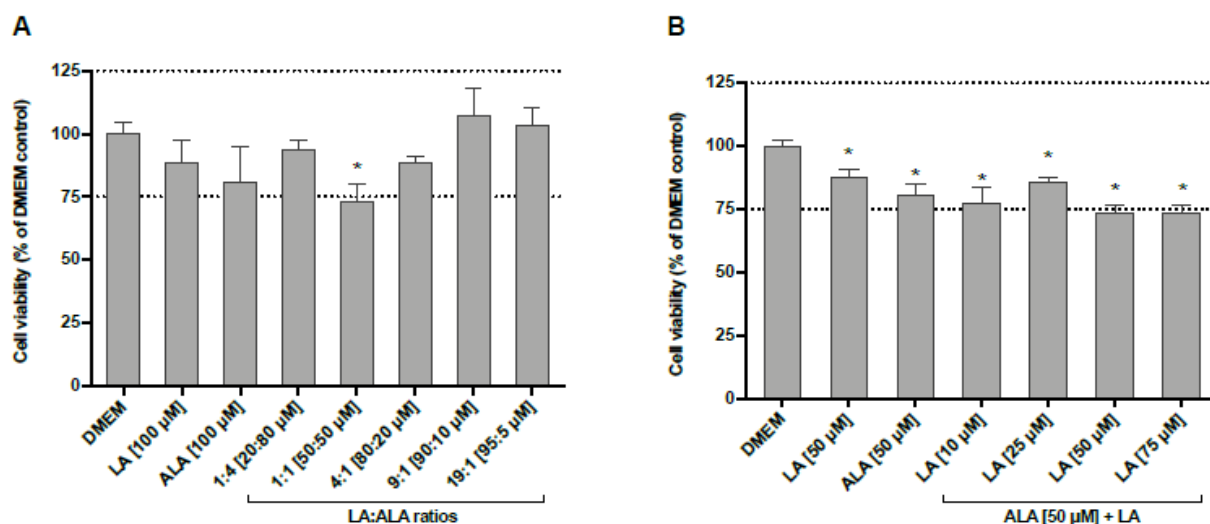 A
Cell viability (% of DMEM control)
125
100
75
50
25
0
*
DMEM
LA [100 µM]
ALA [100 µM]
1:4 [20:80 µM]
1:1 [50:50 µM]
4:1 [80:20 µM]
9:1 [90:10 µM]
19:1 [95:5 µM]
LA:ALA ratios
B
Cell viability (% of DMEM control)
125
100
75
50
25
0
* * * * * *
DMEM
LA [50 µM]
ALA [50 µM]
LA [10 µM]
LA [25 µM]
LA [50 µM]
LA [75 µM]
ALA [50 µM] + LA